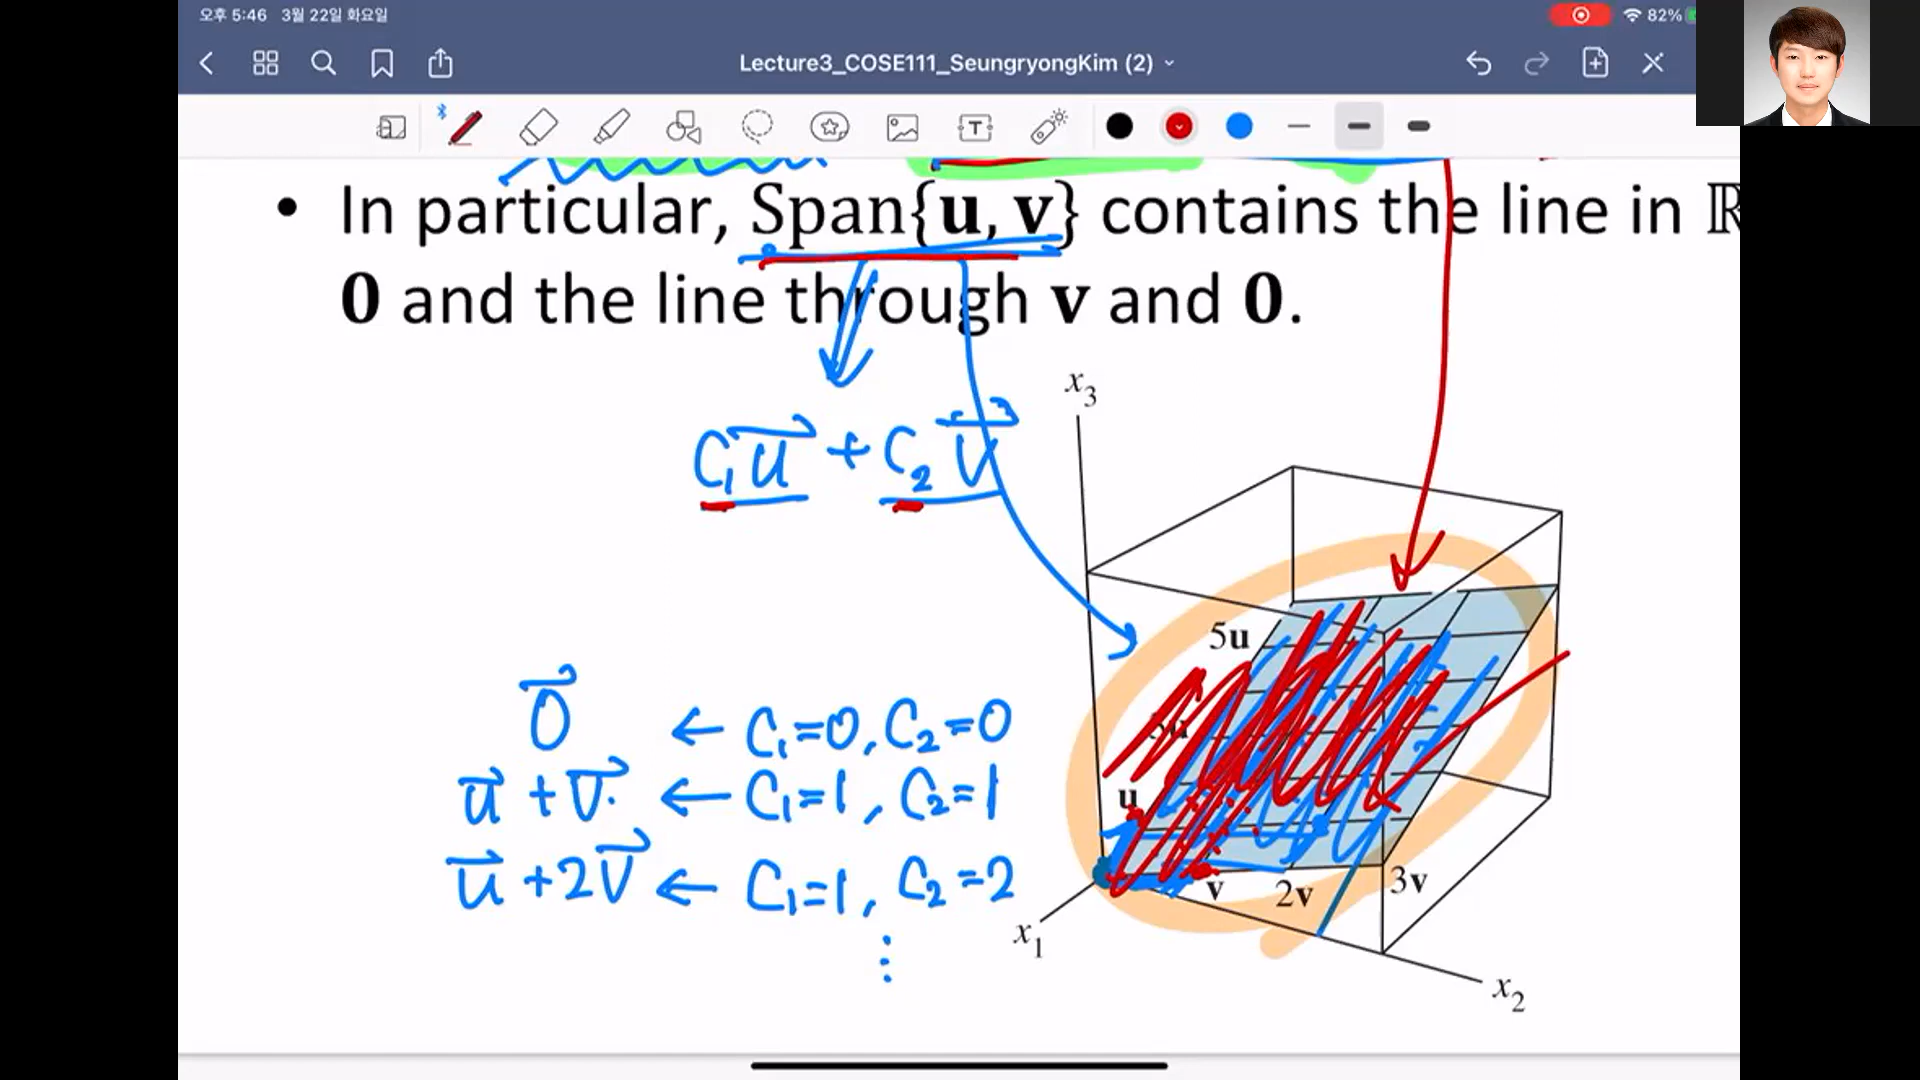 오후 5:46 3월 22일 화요일
82%
Lecture3_COSE111_SeungryongKim (2)
• In particular, Span{u, v} contains the line in ℝ
0 and the line through v and 0.
C₁u⃗ + C₂v⃗
0⃗ ← C₁=0, C₂=0
u⃗ + v⃗. ← C₁=1, C₂=1
u⃗ + 2v⃗ ← C₁=1, C₂=2
⋮
x₃
5u
3u
u
v 2v 3v
x₁
x₂